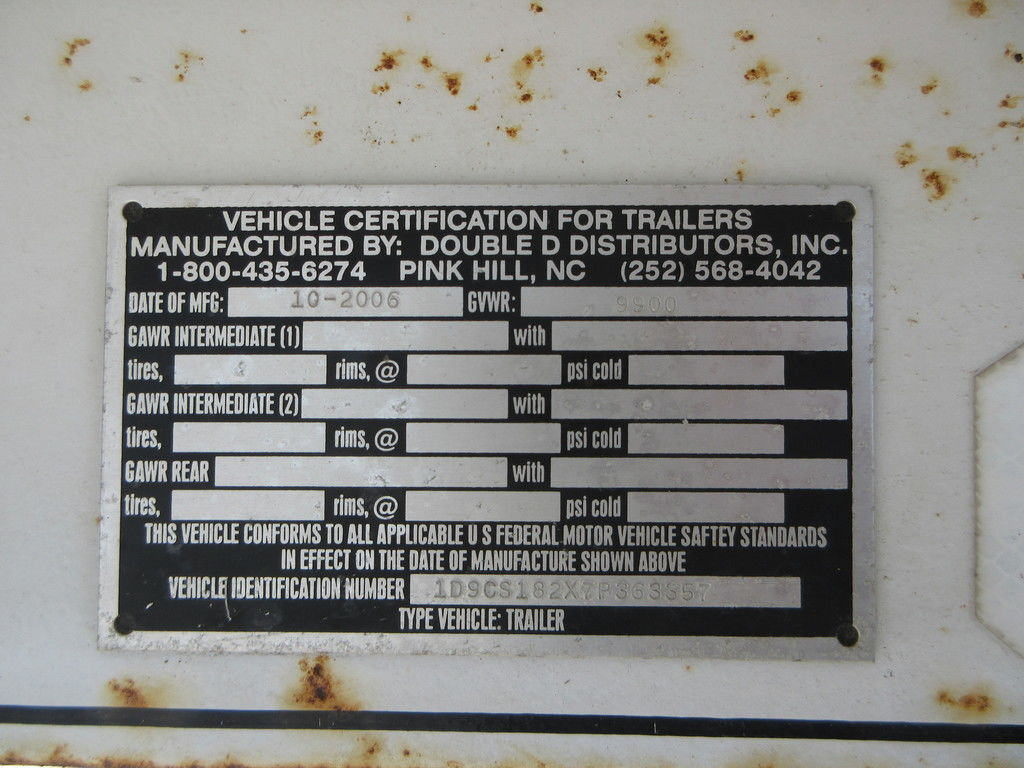 VEHICLE CERTIFICATION FOR TRAILERS
MANUFACTURED BY: DOUBLE D DISTRIBUTORS, INC.
1-800-435-6274 PINK HILL, NC (252) 568-4042
DATE OF MFG: 10-2006 GVWR: 9900
GAWR INTERMEDIATE (1) with
tires, rims, @ psi cold
GAWR INTERMEDIATE (2) with
tires, rims, @ psi cold
GAWR REAR with
tires, rims, @ psi cold
THIS VEHICLE CONFORMS TO ALL APPLICABLE U S FEDERAL MOTOR VEHICLE SAFTEY STANDARDS
IN EFFECT ON THE DATE OF MANUFACTURE SHOWN ABOVE
VEHICLE IDENTIFICATION NUMBER
TYPE VEHICLE: TRAILER